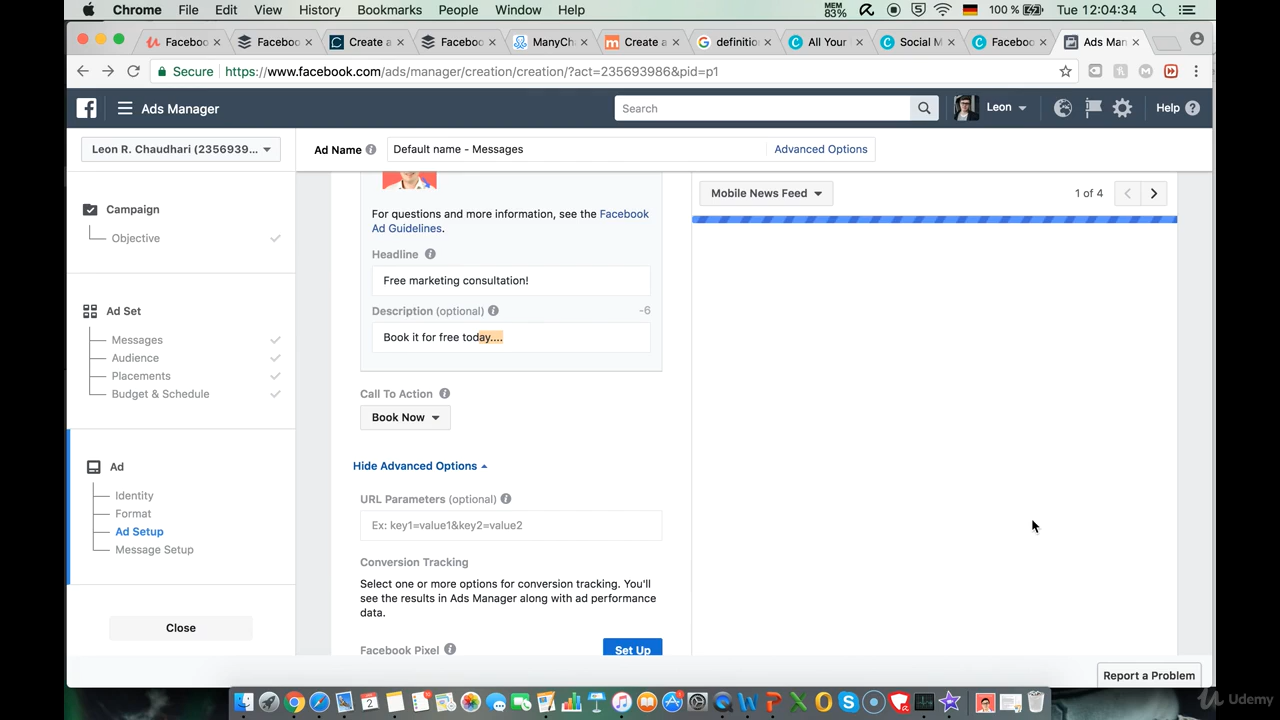 Chrome File Edit View History Bookmarks People Window Help MEM 83% 5 100 % Tue 12:04:34
Faceboo Faceboo Create a Faceboo ManyCh Create a definitio All Your Social M Faceboo Ads Man
Secure https://www.facebook.com/ads/manager/creation/creation/?act=235693986&pid=p1
Ads Manager Search Leon Help
Leon R. Chaudhari (2356939... Ad Name Default name - Messages Advanced Options
Mobile News Feed 1 of 4
Campaign
Objective
For questions and more information, see the Facebook
Ad Guidelines.
Headline
Free marketing consultation!
Ad Set
Description (optional) -6
Messages
Book it for free today....
Audience
Placements
Budget & Schedule
Call To Action
Book Now
Ad
Hide Advanced Options
Identity
URL Parameters (optional)
Format
Ex: key1=value1&key2=value2
Ad Setup
Message Setup
Conversion Tracking
Select one or more options for conversion tracking. You'll
see the results in Ads Manager along with ad performance
data.
Close
Facebook Pixel Set Up
Report a Problem
Udemy